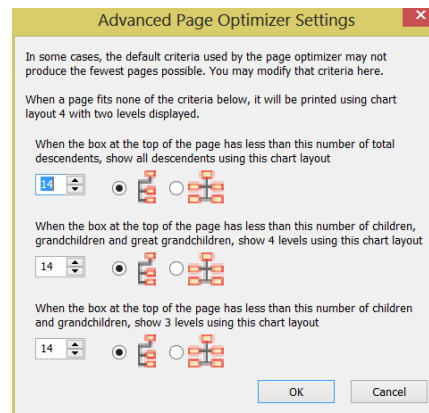 Advanced Page Optimizer Settings
In some cases, the default criteria used by the page optimizer may not
produce the fewest pages possible. You may modify that criteria here.
When a page fits none of the criteria below, it will be printed using chart
layout 4 with two levels displayed.
When the box at the top of the page has less than this number of total
descendents, show all descendents using this chart layout
14
When the box at the top of the page has less than this number of children,
grandchildren and great grandchildren, show 4 levels using this chart layout
14
When the box at the top of the page has less than this number of children
and grandchildren, show 3 levels using this chart layout
14
OK
Cancel